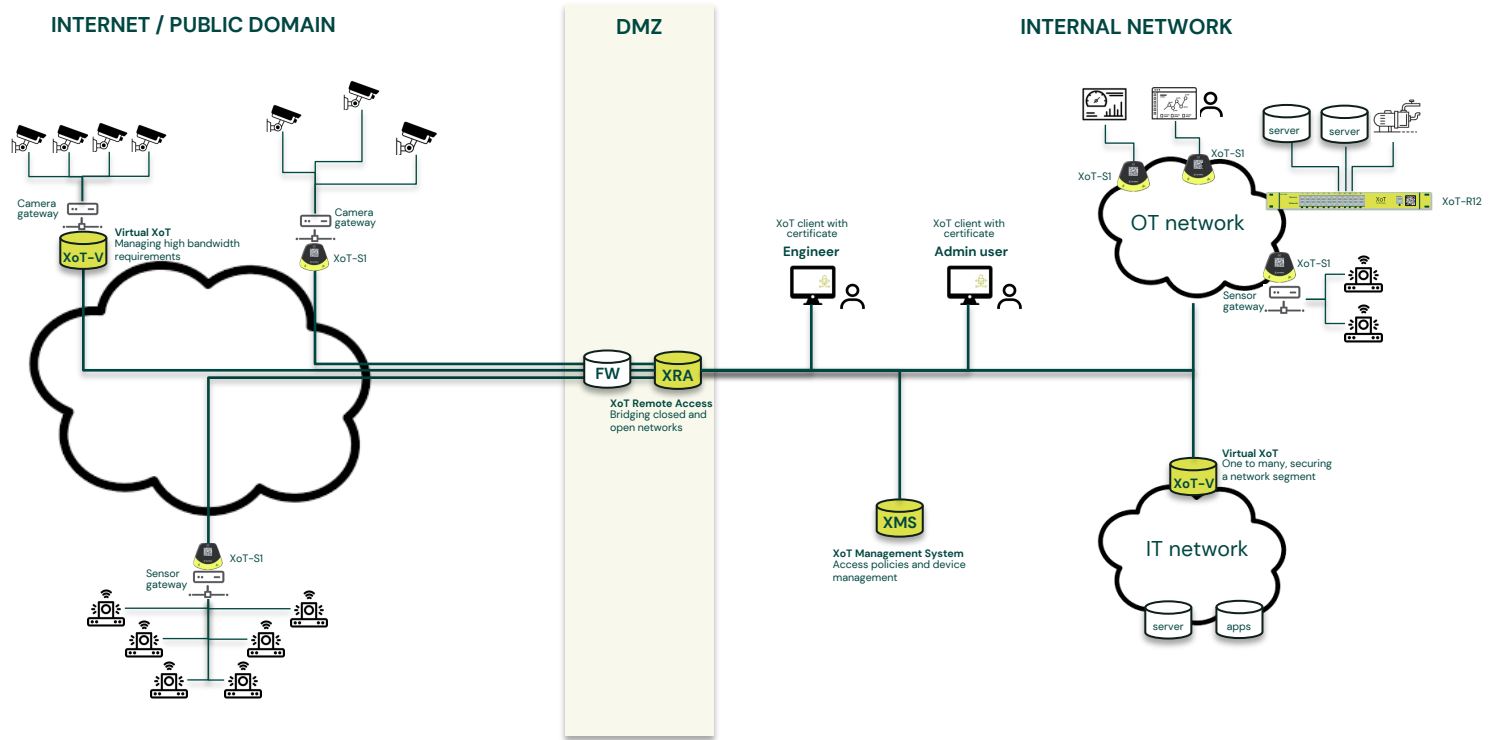 INTERNET / PUBLIC DOMAIN
DMZ
INTERNAL NETWORK
Camera
gateway
Virtual XoT
Managing high bandwidth
requirements
XoT-V
Camera
gateway
XoT-S1
XoT-S1
Sensor
gateway
FW
XRA
XoT Remote Access
Bridging closed and
open networks
XoT client with
certificate
Engineer
XoT client with
certificate
Admin user
XMS
XoT Management System
Access policies and device
management
XoT-S1
XoT-S1
server
server
XoT
XoT-R12
OT network
XoT-S1
Sensor
gateway
Virtual XoT
One to many, securing
a network segment
XoT-V
IT network
server
apps